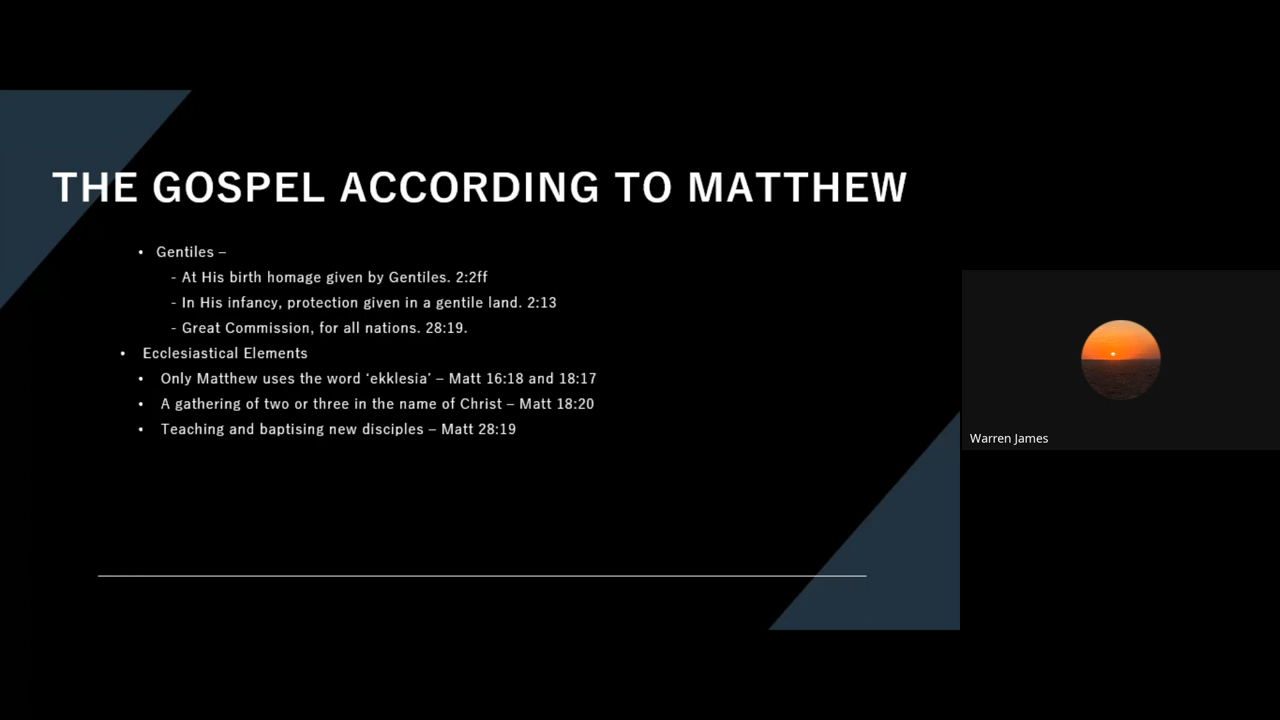 THE GOSPEL ACCORDING TO MATTHEW
• Gentiles –
- At His birth homage given by Gentiles. 2:2ff
- In His infancy, protection given in a gentile land. 2:13
- Great Commission, for all nations. 28:19.
• Ecclesiastical Elements
• Only Matthew uses the word ‘ekklesia’ – Matt 16:18 and 18:17
• A gathering of two or three in the name of Christ – Matt 18:20
• Teaching and baptising new disciples – Matt 28:19
Warren James